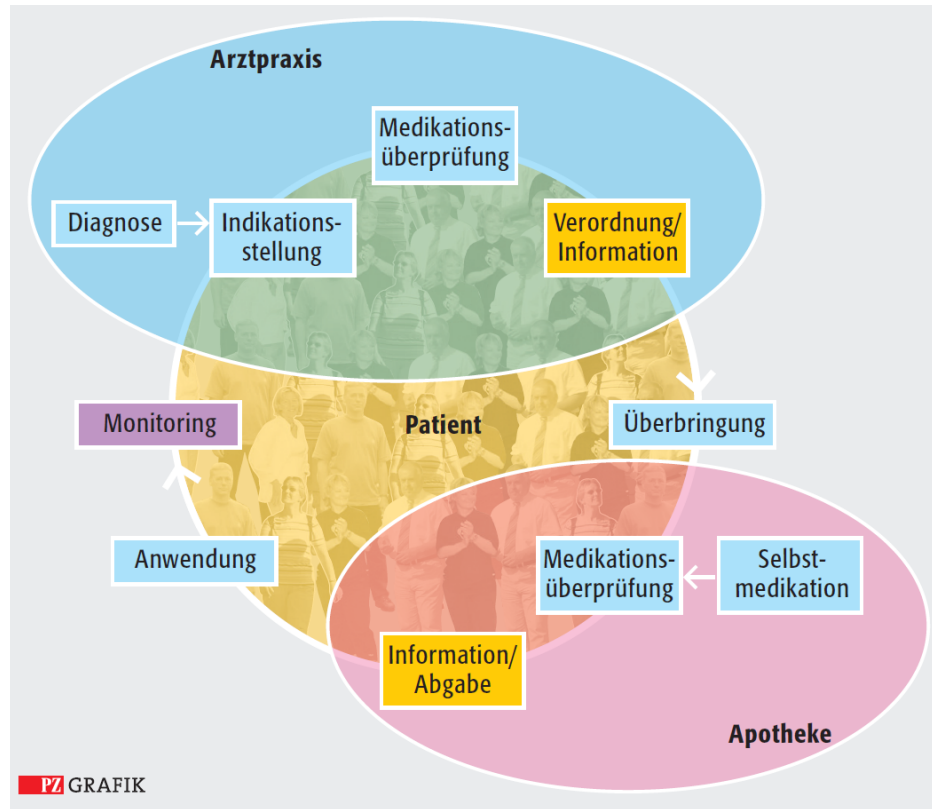 Arztpraxis
Medikations-
überprüfung
Diagnose
Indikations-
stellung
Verordnung/
Information
Monitoring
Patient
Überbringung
Anwendung
Medikations-
überprüfung
Selbst-
medikation
Information/
Abgabe
Apotheke
PZ GRAFIK